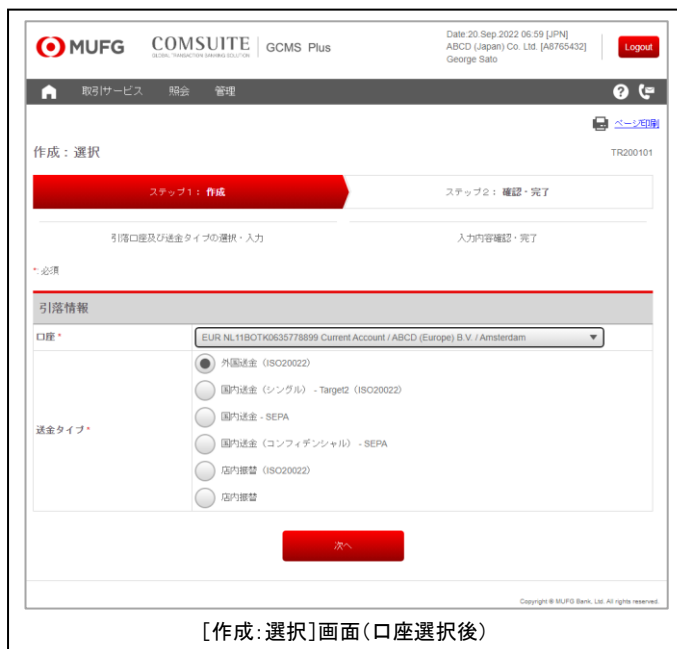 MUFG COMSUITE GCMS Plus
GLOBAL TRANSACTION BANKING SOLUTION
Date:20.Sep.2022 06:59 [JPN]
ABCD (Japan) Co. Ltd. [A8765432]
George Sato
Logout
取引サービス 照会 管理
ページ印刷
作成：選択
TR200101
ステップ1：作成
ステップ2：確認・完了
引落口座及び送金タイプの選択・入力
入力内容確認・完了
*:必須
引落情報
口座 *
EUR NL11BOTK0635778899 Current Account / ABCD (Europe) B.V. / Amsterdam
送金タイプ *
外国送金（ISO20022）
国内送金（シングル） - Target2（ISO20022）
国内送金 - SEPA
国内送金（コンフィデンシャル） - SEPA
店内振替（ISO20022）
店内振替
次へ
Copyright © MUFG Bank, Ltd. All rights reserved.
［作成：選択］画面（口座選択後）